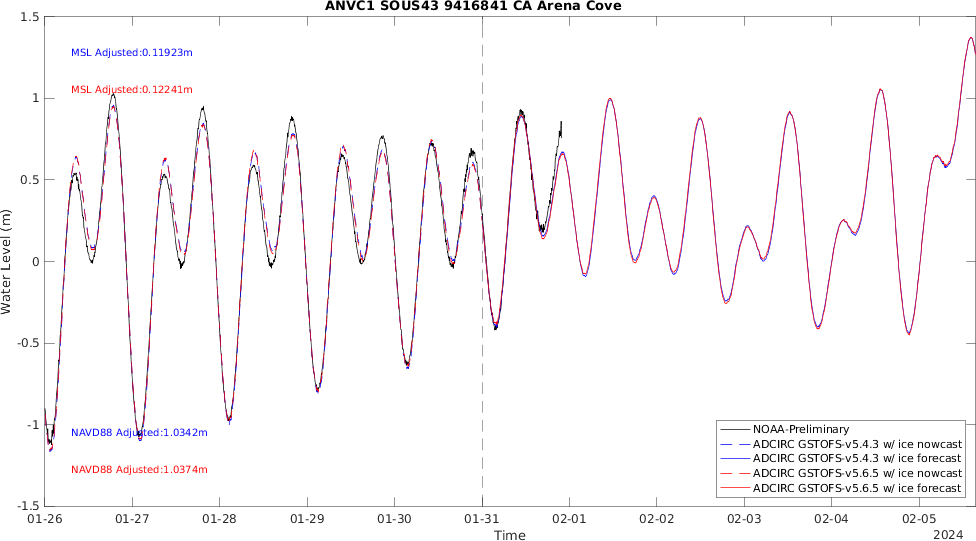 ANVC1 SOUS43 9416841 CA Arena Cove
1.5
MSL Adjusted:0.11923m
MSL Adjusted:0.12241m
1
0.5
0
-0.5
-1
-1.5
Water Level (m)
NAVD88 Adjusted:1.0342m
NAVD88 Adjusted:1.0374m
NOAA-Preliminary
ADCIRC GSTOFS-v5.4.3 w/ ice nowcast
ADCIRC GSTOFS-v5.4.3 w/ ice forecast
ADCIRC GSTOFS-v5.6.5 w/ ice nowcast
ADCIRC GSTOFS-v5.6.5 w/ ice forecast
01-26 01-27 01-28 01-29 01-30 01-31 02-01 02-02 02-03 02-04 02-05
Time
2024